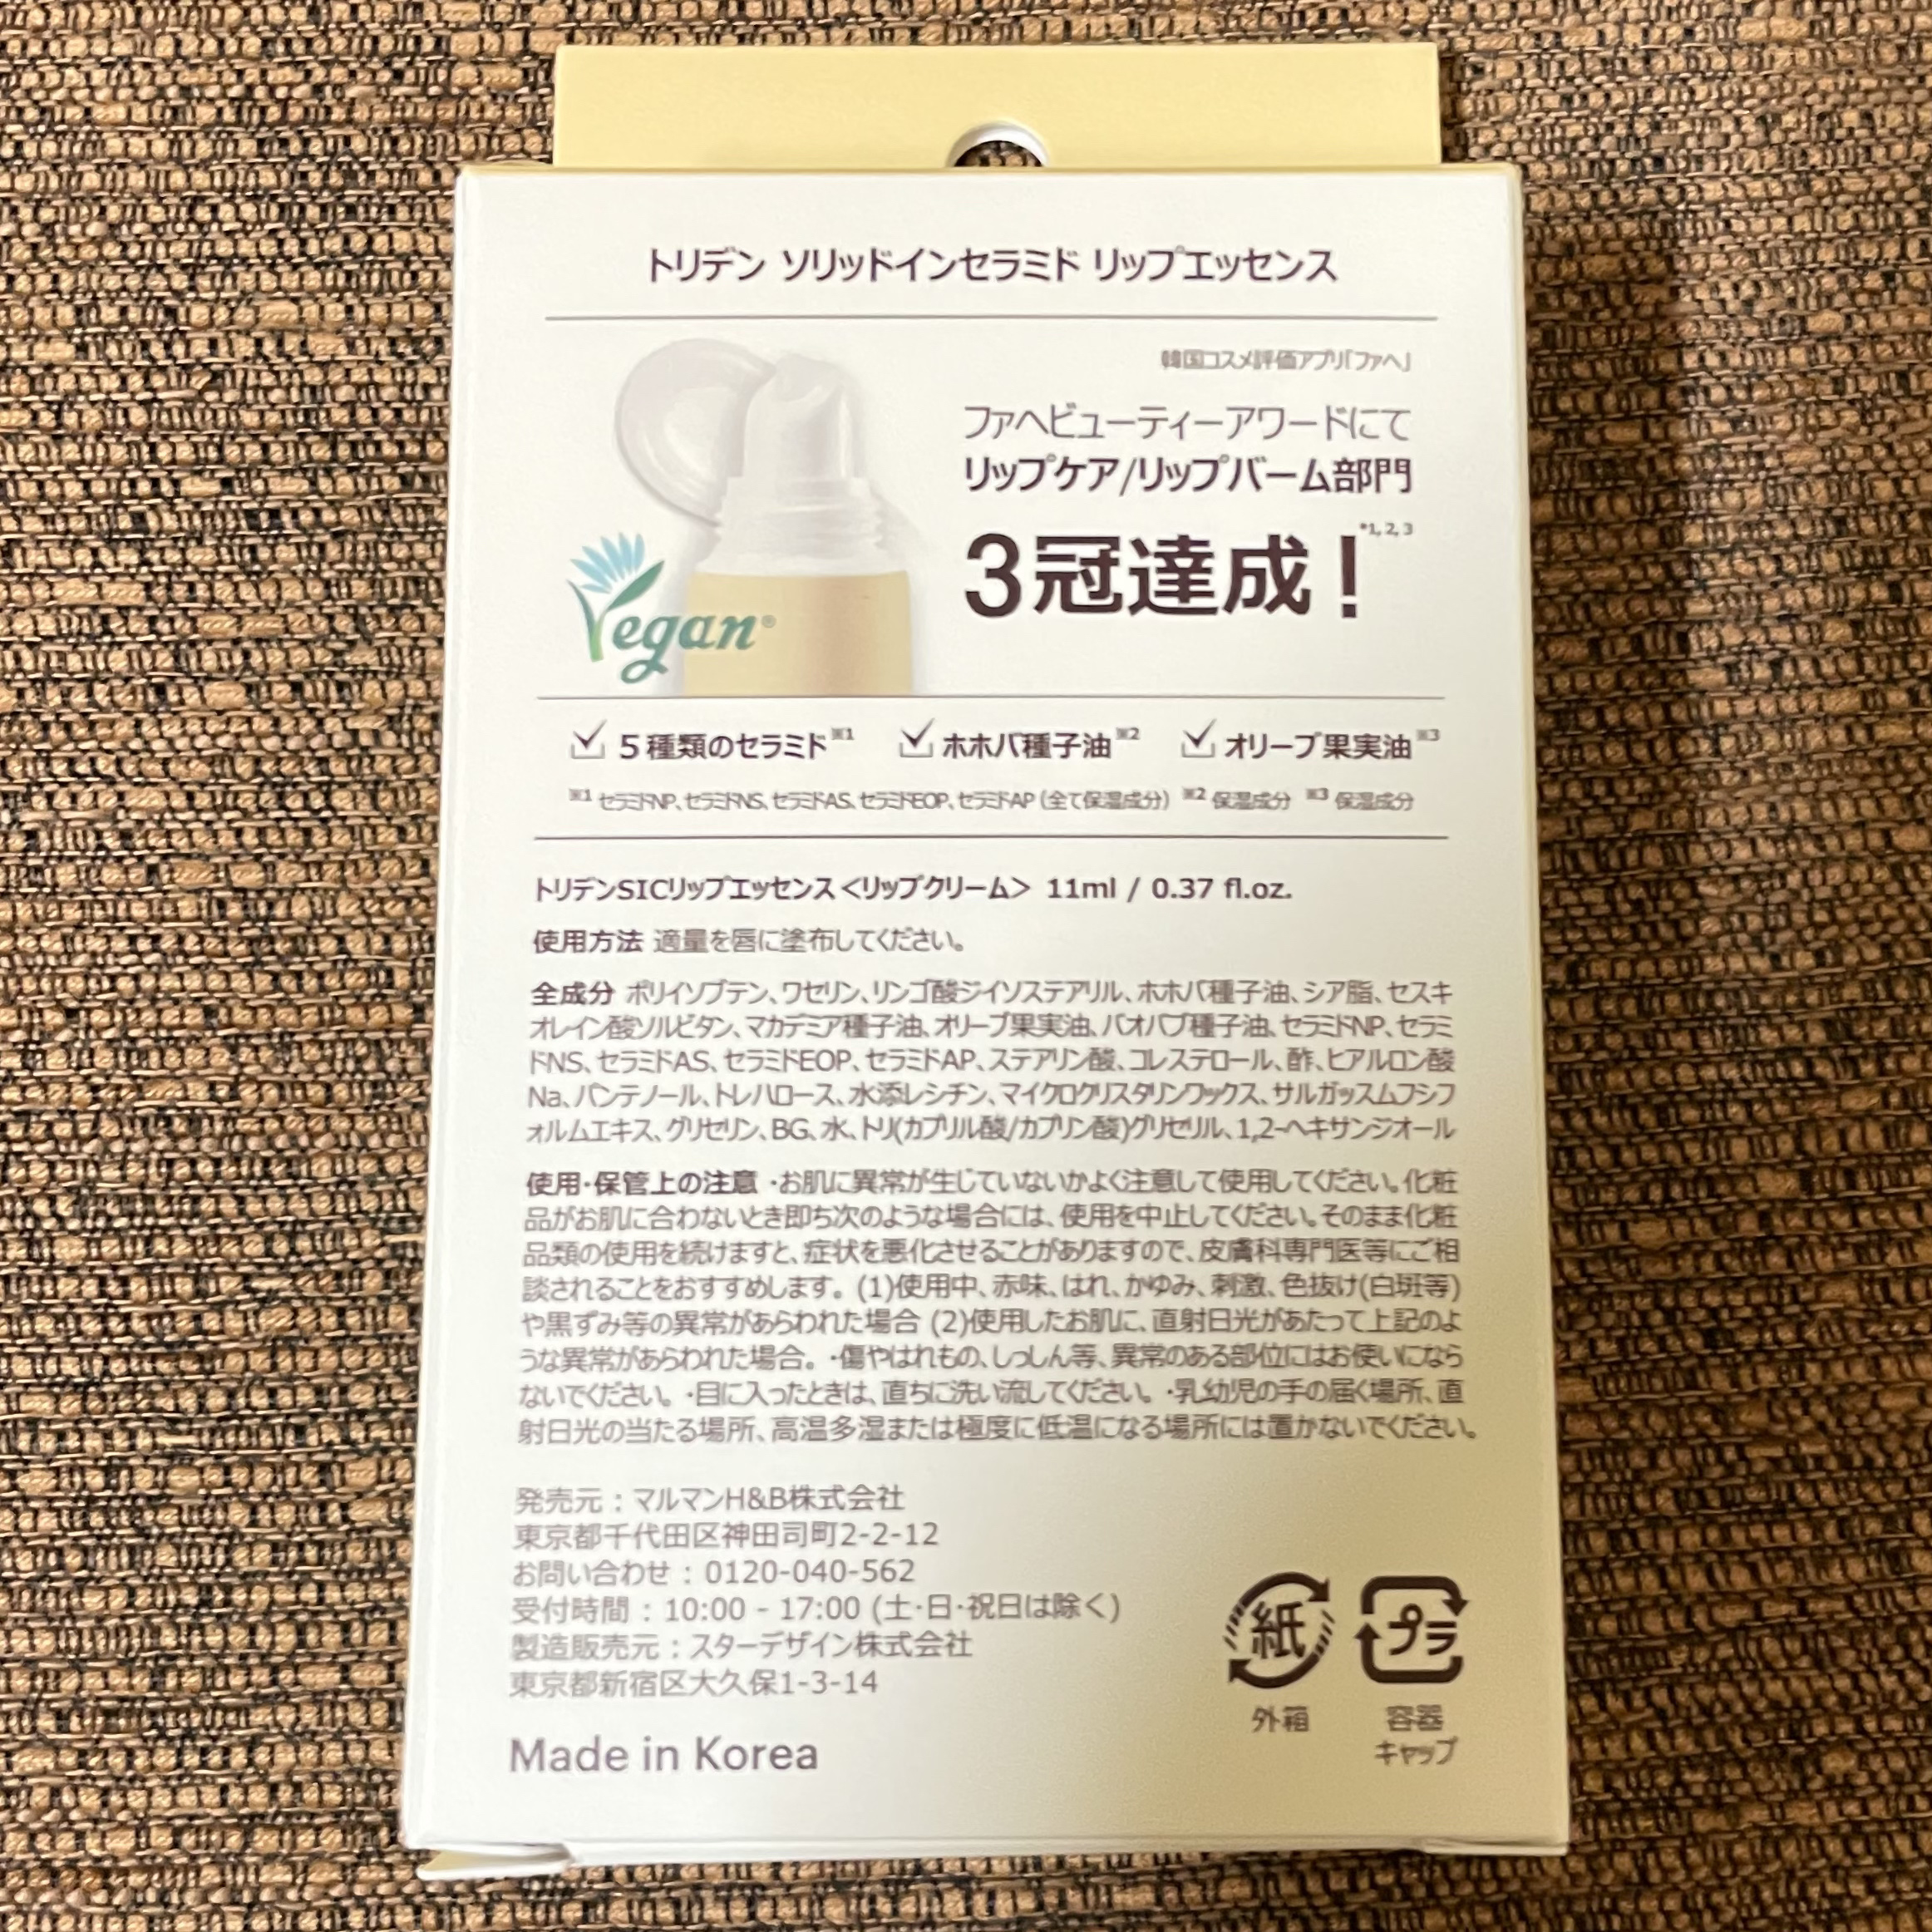 トリデン ソリッドインセラミド リップエッセンス
韓国コスメ評価アプリ「ファヘ」
ファヘビューティーアワードにて
リップケア/リップバーム部門
3冠達成！*1, 2, 3
Vegan®
5種類のセラミド※1 ホホバ種子油※2 オリーブ果実油※3
※1 セラミドNP、セラミドNS、セラミドAS、セラミドEOP、セラミドAP（全て保湿成分） ※2 保湿成分 ※3 保湿成分
トリデンSICリップエッセンス＜リップクリーム＞ 11ml / 0.37 fl.oz.
使用方法 適量を唇に塗布してください。
全成分 ポリイソブテン、ワセリン、リンゴ酸ジイソステアリル、ホホバ種子油、シア脂、セスキ
オレイン酸ソルビタン、マカデミア種子油、オリーブ果実油、バオバブ種子油、セラミドNP、セラミ
ドNS、セラミドAS、セラミドEOP、セラミドAP、ステアリン酸、コレステロール、酢、ヒアルロン酸
Na、パンテノール、トレハロース、水添レシチン、マイクロクリスタリンワックス、サルガッスムフシフ
ォルムエキス、グリセリン、BG、水、トリ(カプリル酸/カプリン酸)グリセリル、1,2-ヘキサンジオール
使用・保管上の注意 ・お肌に異常が生じていないかよく注意して使用してください。化粧
品がお肌に合わないとき即ち次のような場合には、使用を中止してください。そのまま化粧
品類の使用を続けますと、症状を悪化させることがありますので、皮膚科専門医等にご相
談されることをおすすめします。(1)使用中、赤味、はれ、かゆみ、刺激、色抜け(白斑等)
や黒ずみ等の異常があらわれた場合 (2)使用したお肌に、直射日光があたって上記のよ
うな異常があらわれた場合。・傷やはれもの、しっしん等、異常のある部位にはお使いになら
ないでください。・目に入ったときは、直ちに洗い流してください。・乳幼児の手の届く場所、直
射日光の当たる場所、高温多湿または極度に低温になる場所には置かないでください。
発売元：マルマンH&B株式会社
東京都千代田区神田司町2-2-12
お問い合わせ：0120-040-562
受付時間：10:00 - 17:00 (土・日・祝日は除く)
製造販売元：スターデザイン株式会社
東京都新宿区大久保1-3-14
Made in Korea
紙 プラ
外箱 容器
キャップ